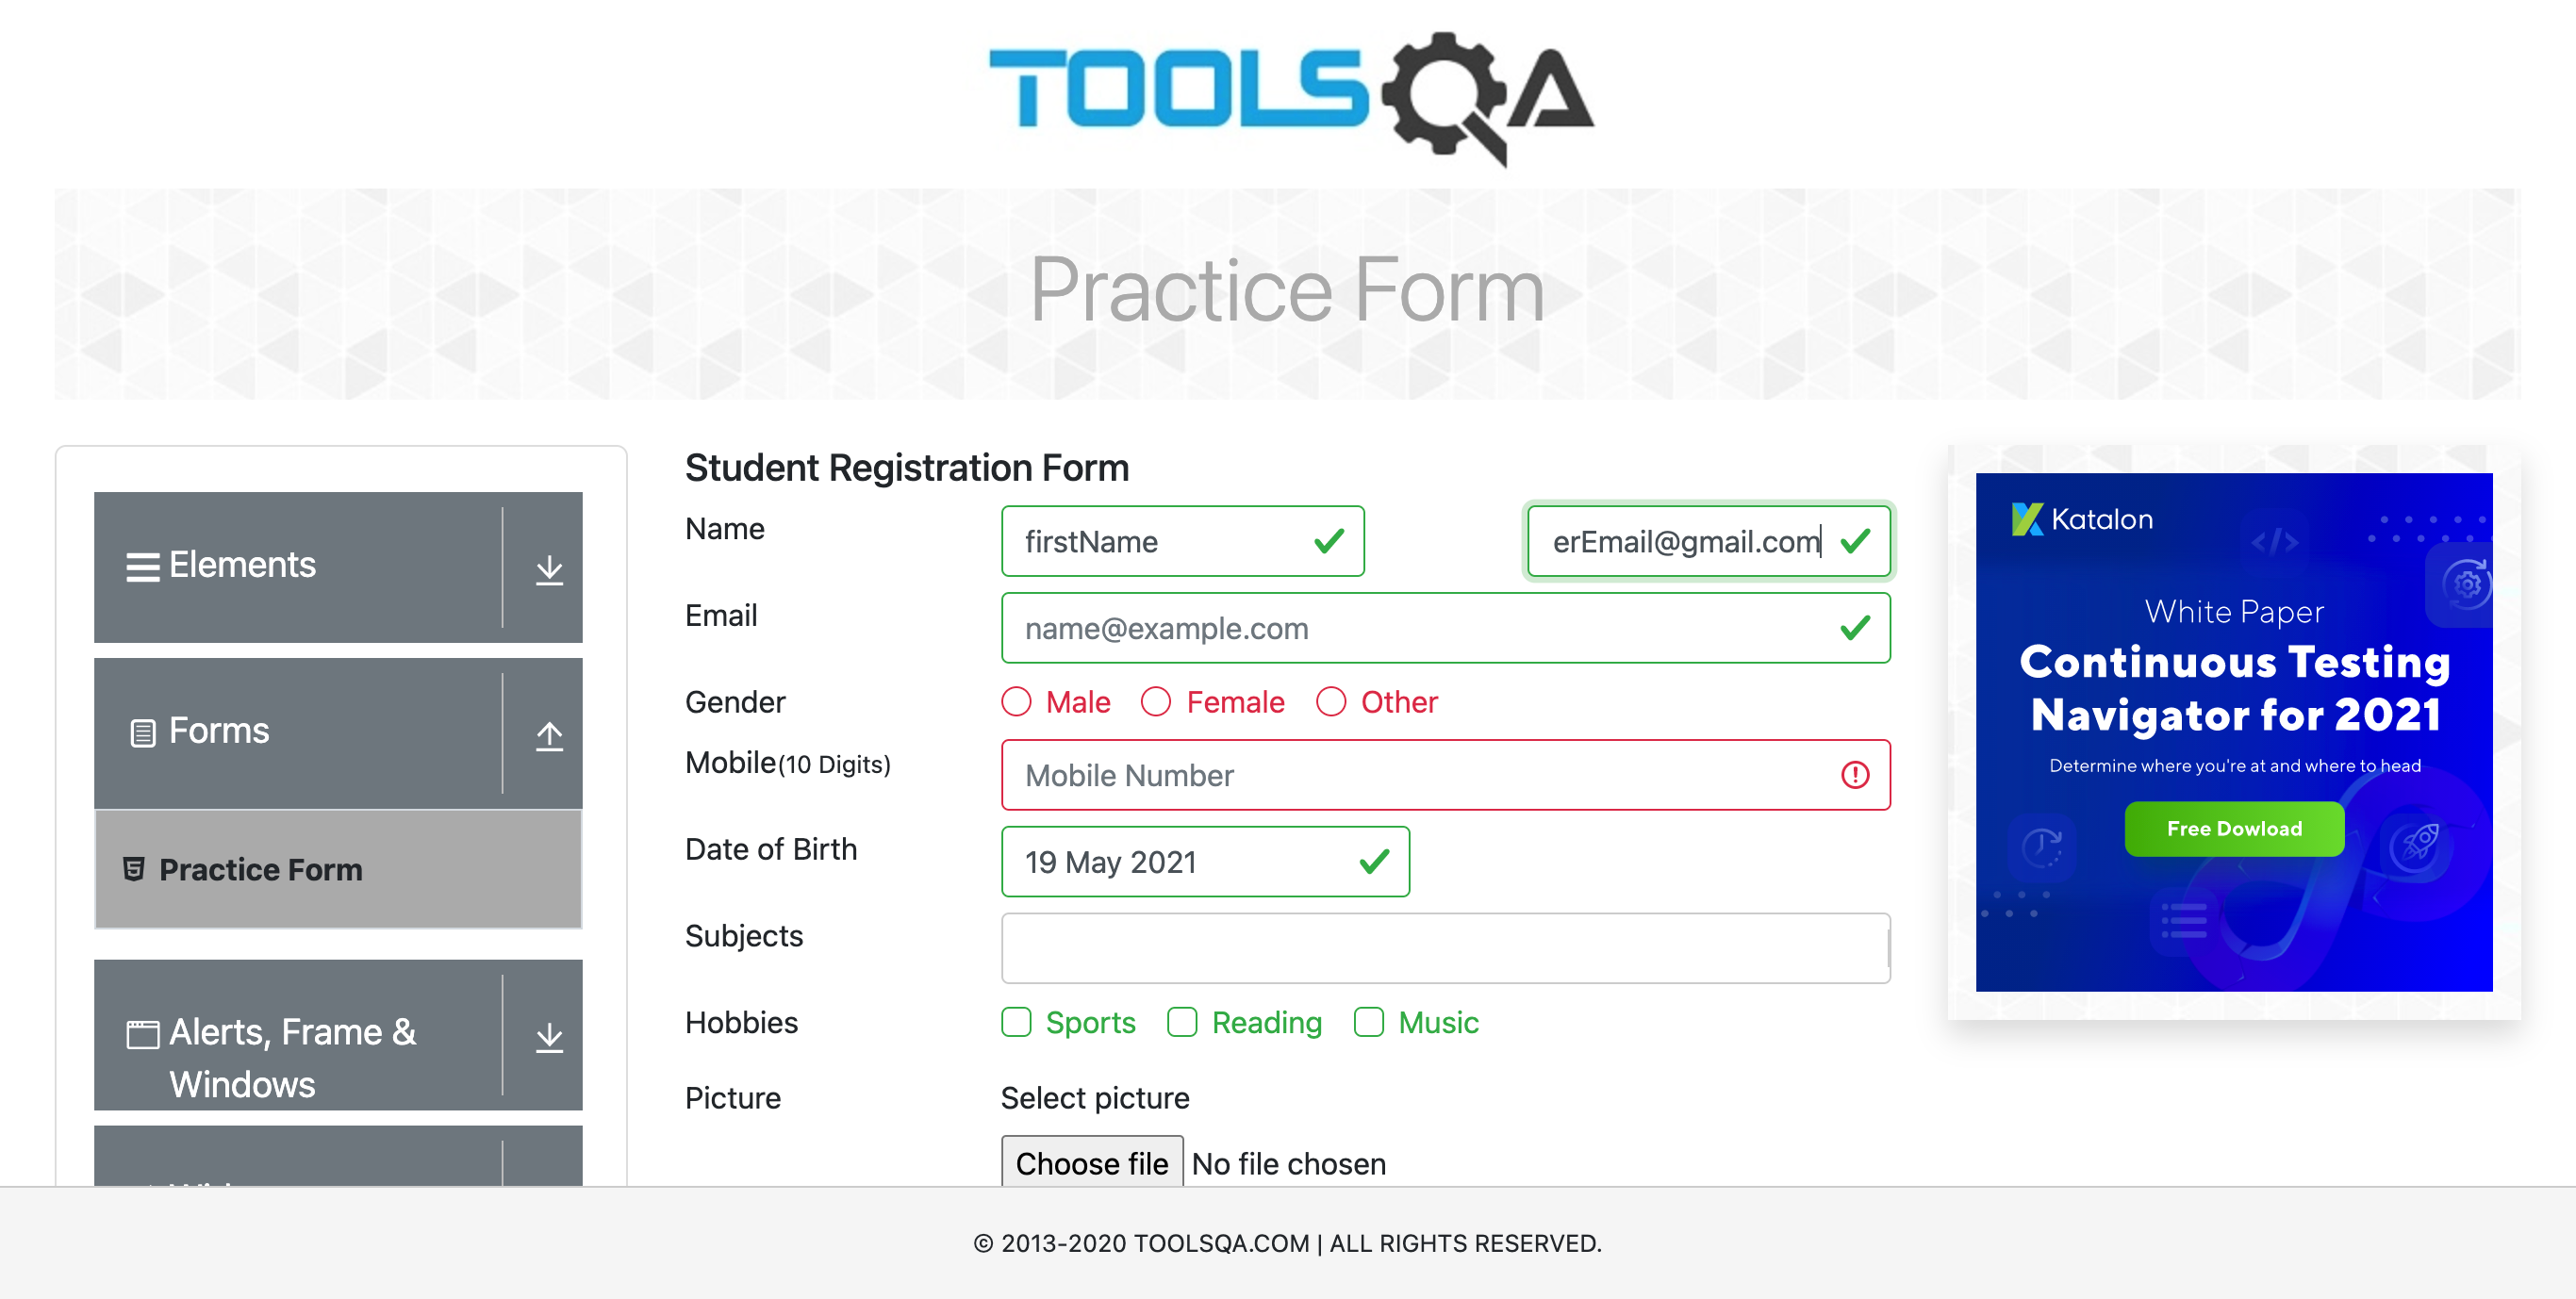 TOOLSQA
Practice Form
Elements
Forms
Practice Form
Alerts, Frame &
Windows
Student Registration Form
Name
firstName
erEmail@gmail.com
Email
name@example.com
Gender
Male
Female
Other
Mobile(10 Digits)
Mobile Number
Date of Birth
19 May 2021
Subjects
Hobbies
Sports
Reading
Music
Picture
Select picture
Choose file No file chosen
Katalon
</>
White Paper
Continuous Testing
Navigator for 2021
Determine where you're at and where to head
Free Dowload
© 2013-2020 TOOLSQA.COM | ALL RIGHTS RESERVED.